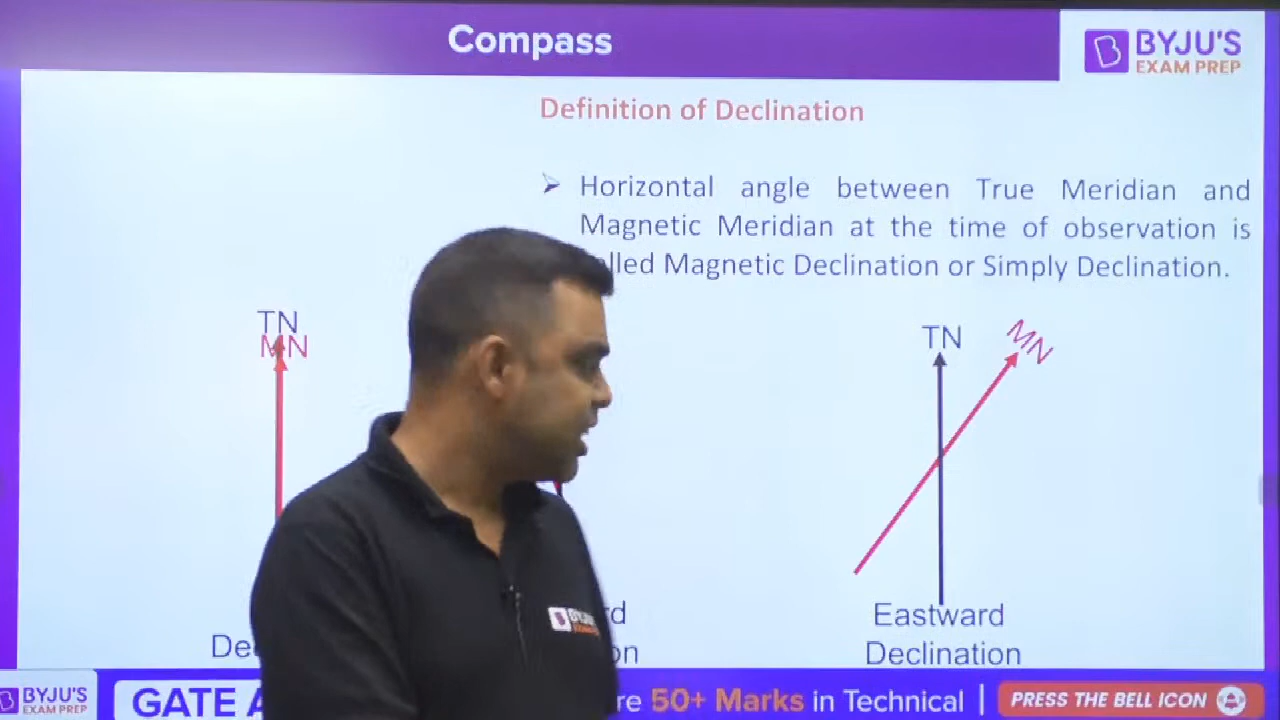 Compass
BYJU'S
EXAM PREP
Definition of Declination
Horizontal angle between True Meridian and
Magnetic Meridian at the time of observation is
Magnetic Declination or Simply Declination.
TN
MN
TN
MN
Eastward
Declination
BYJU'S
EXAM PREP
BYJU'S
GATE
50+ Marks in Technical
PRESS THE BELL ICON